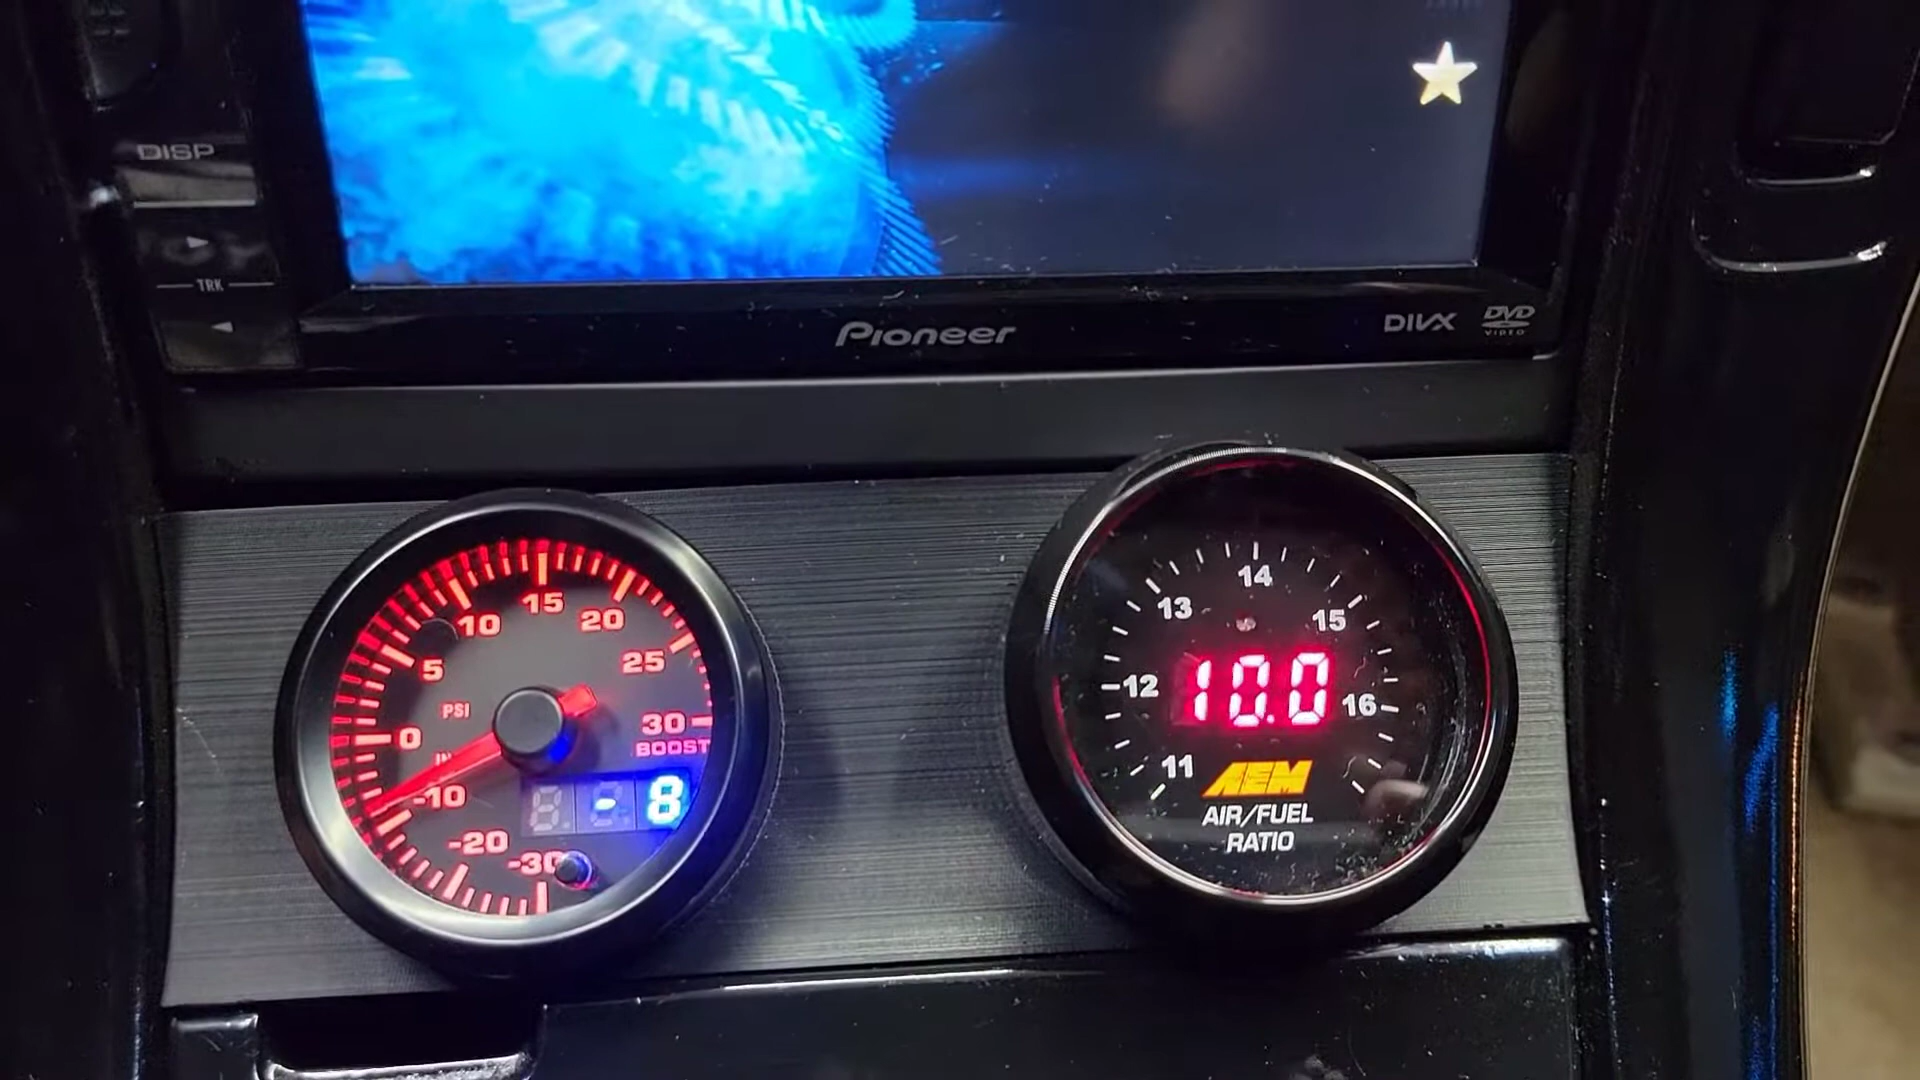 DISP
TRK
Pioneer
DIVX
DVD
VIDEO
5
10
15
20
25
30
PSI
0
IN
BOOST
-10
-20
-30
-8
11
12
13
14
15
16
10.0
AEM
AIR/FUEL
RATIO